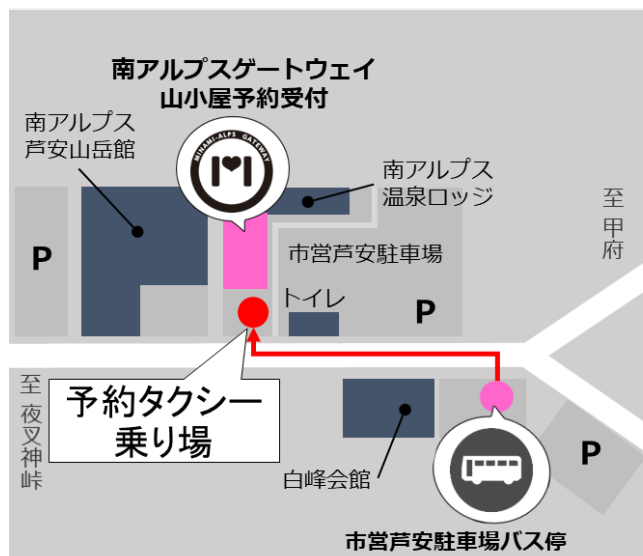 南アルプスゲートウェイ
山小屋予約受付
南アルプス
芦安山岳館
MINAMI-ALPS GATEWAY
南アルプス
温泉ロッジ
至 甲府
市営芦安駐車場
P
トイレ
P
予約タクシー
乗り場
至 夜叉神峠
白峰会館
P
市営芦安駐車場バス停